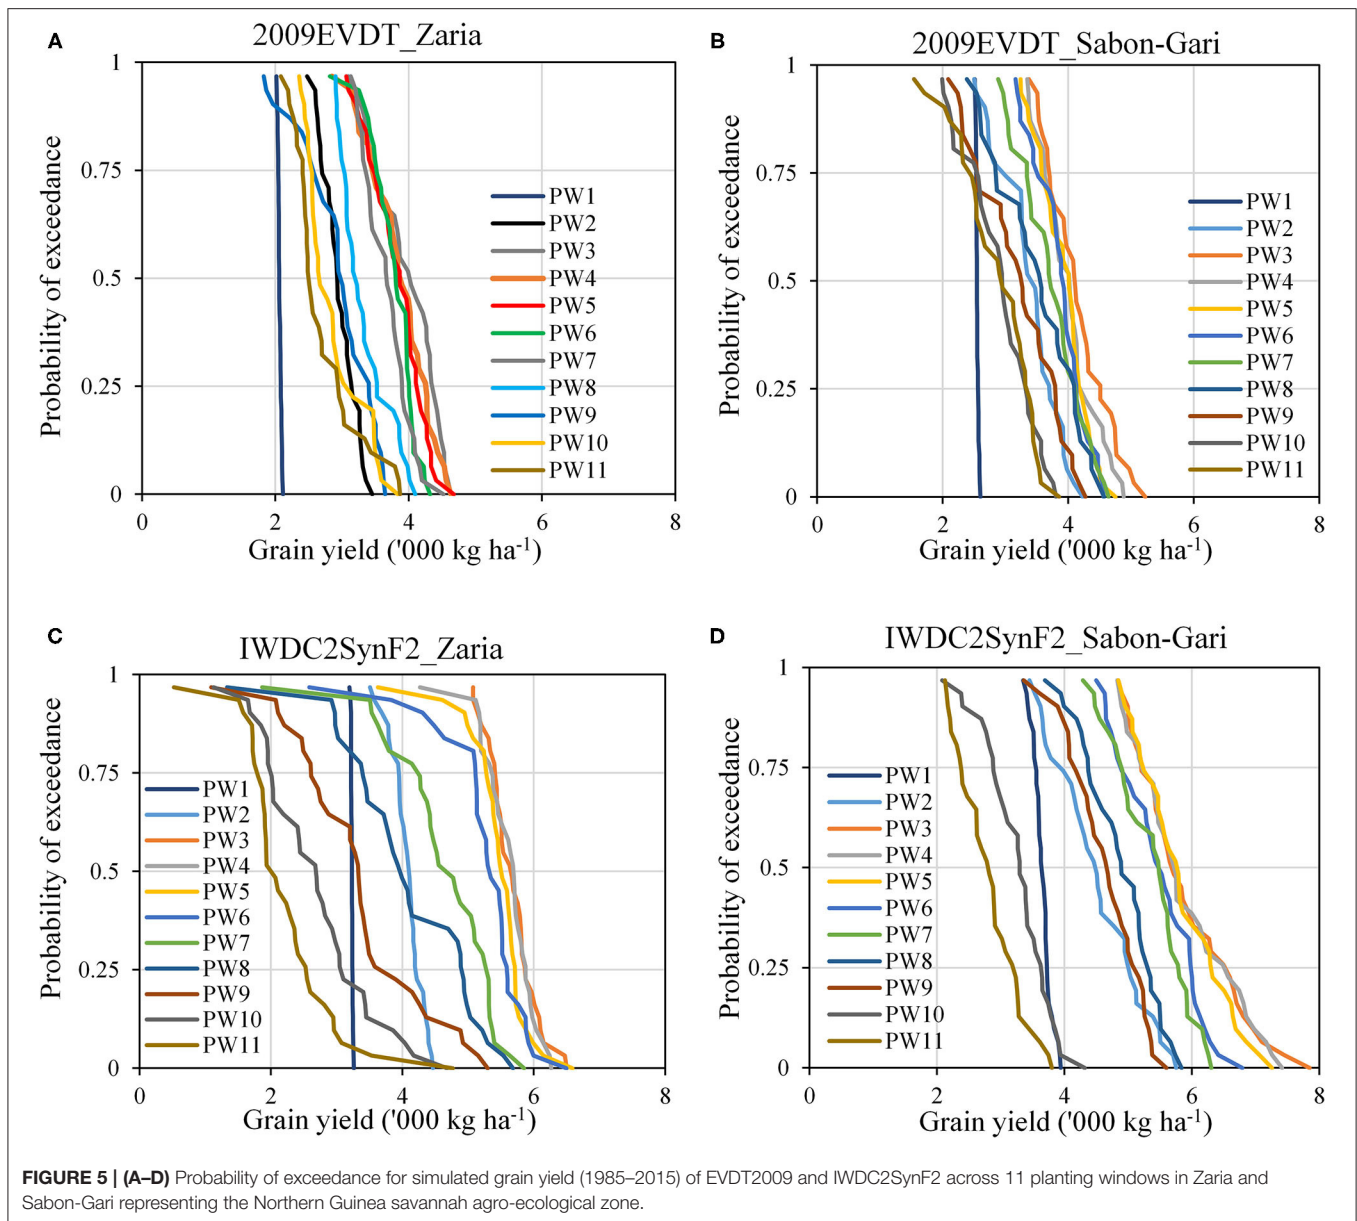 A
2009EVDT_Zaria
Probability of exceedance
1
0.75
0.5
0.25
0
0
2
4
6
8
PW1
PW2
PW3
PW4
PW5
PW6
PW7
PW8
PW9
PW10
PW11
Grain yield ('000 kg ha-1)
B
2009EVDT_Sabon-Gari
Probability of exceedance
1
0.75
0.5
0.25
0
0
2
4
6
8
PW1
PW2
PW3
PW4
PW5
PW6
PW7
PW8
PW9
PW10
PW11
Grain yield ('000 kg ha-1)
C
IWDC2SynF2_Zaria
Probability of exceedance
1
0.75
0.5
0.25
0
0
2
4
6
8
PW1
PW2
PW3
PW4
PW5
PW6
PW7
PW8
PW9
PW10
PW11
Grain yield ('000 kg ha-1)
D
IWDC2SynF2_Sabon-Gari
Probability of exceedance
1
0.75
0.5
0.25
0
0
2
4
6
8
PW1
PW2
PW3
PW4
PW5
PW6
PW7
PW8
PW9
PW10
PW11
Grain yield ('000 kg ha-1)
FIGURE 5 | (A–D) Probability of exceedance for simulated grain yield (1985–2015) of EVDT2009 and IWDC2SynF2 across 11 planting windows in Zaria and
Sabon-Gari representing the Northern Guinea savannah agro-ecological zone.